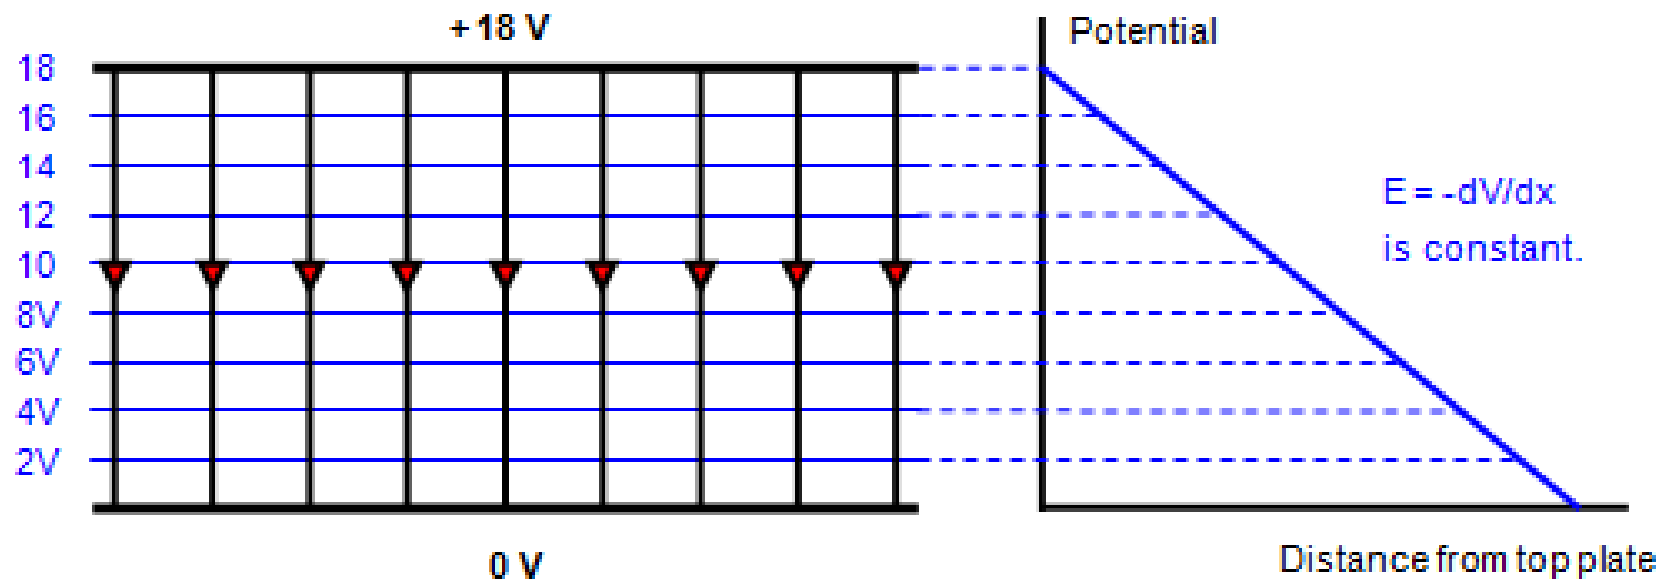 +18 V
Potential
18
16
14
12
10
8V
6V
4V
2V
E = -dV/dx
is constant.
0 V
Distance from top plate